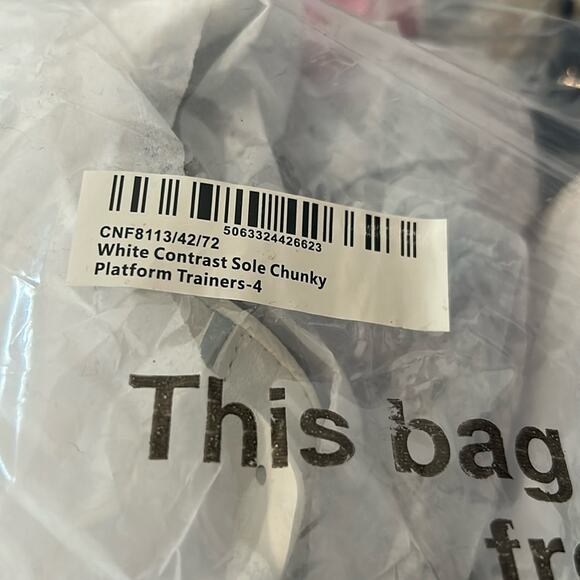 5063324426623
CNF8113/42/72
White Contrast Sole Chunky
Platform Trainers-4
This bag